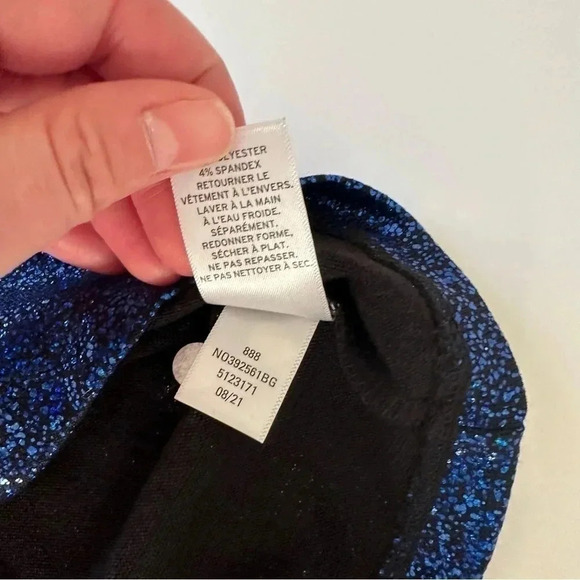 4% SPANDEX
RETOURNER LE
VÊTEMENT À L'ENVERS.
LAVER À LA MAIN
À L'EAU FROIDE.
SÉPARÉMENT.
REDONNER FORME,
SÉCHER À PLAT.
NE PAS REPASSER.
NE PAS NETTOYER À SEC.
888
NO392561BG
5123171
08/21